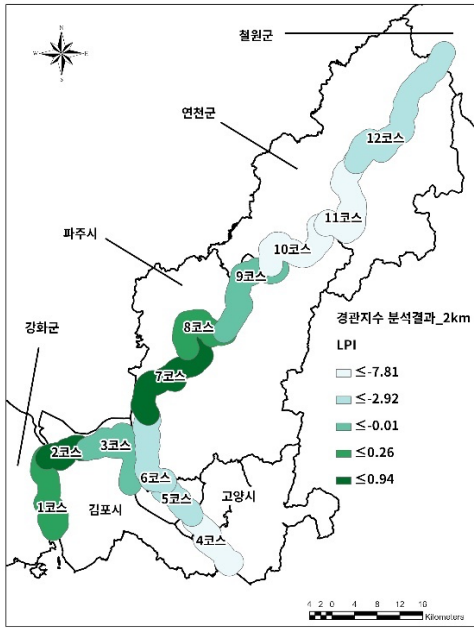 N
W
E
S
철원군
연천군
12코스
11코스
파주시
10코스
9코스
경관지수 분석결과_2km
강화군
8코스
LPI
≤-7.81
7코스
≤-2.92
≤-0.01
2코스
3코스
≤0.26
6코스
고양시
≤0.94
1코스
김포시
5코스
4코스
4 2 0 4 8 12 16
Kilometers